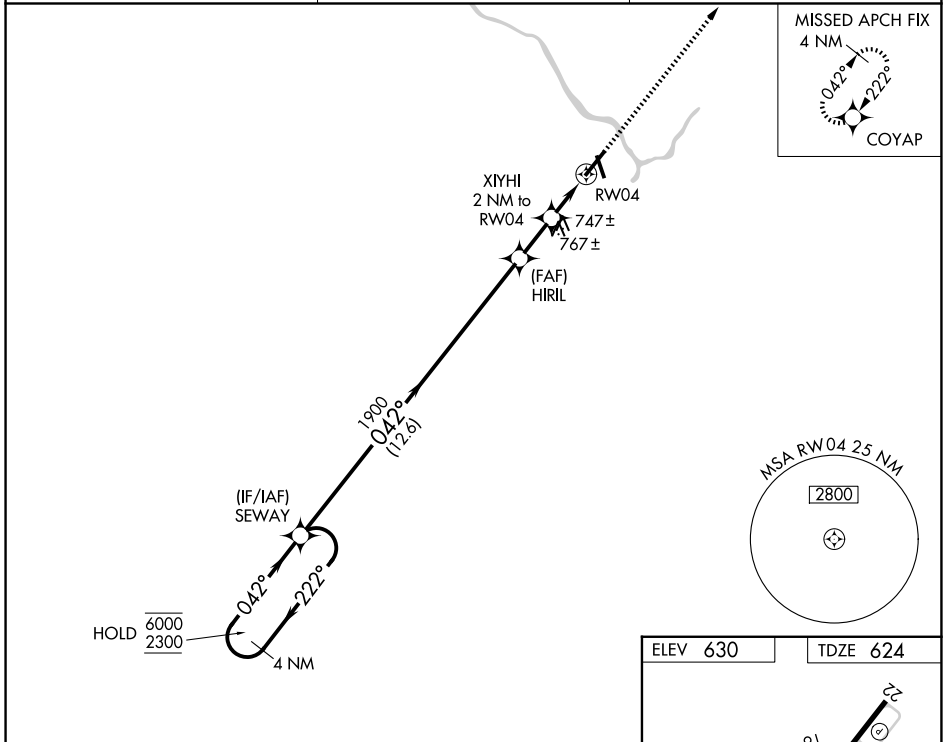 MISSED APCH FIX
4 NM
042°
222°
COYAP
XIYHI
2 NM to
RW04
RW04
747±
767±
(FAF)
HIRIL
1900
042°
(12.6)
(IF/IAF)
SEWAY
042°
222°
HOLD 6000
2300
4 NM
MSA RW04 25 NM
2800
ELEV 630
TDZE 624
22
P